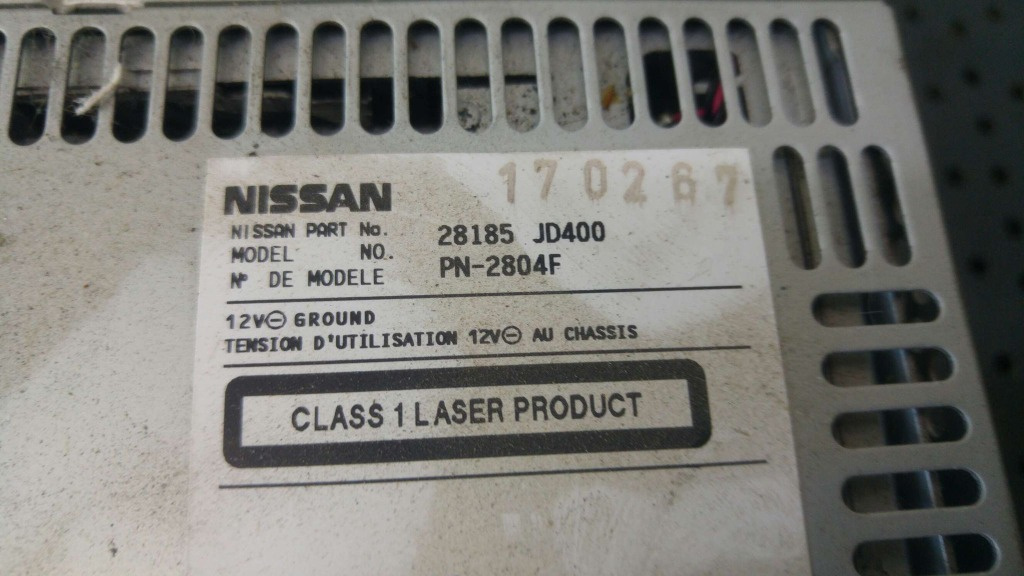 170267
NISSAN
NISSAN PART No. 28185 JD400
MODEL NO. PN-2804F
Nº DE MODELE
12V⊖ GROUND
TENSION D'UTILISATION 12V⊖ AU CHASSIS
CLASS 1 LASER PRODUCT